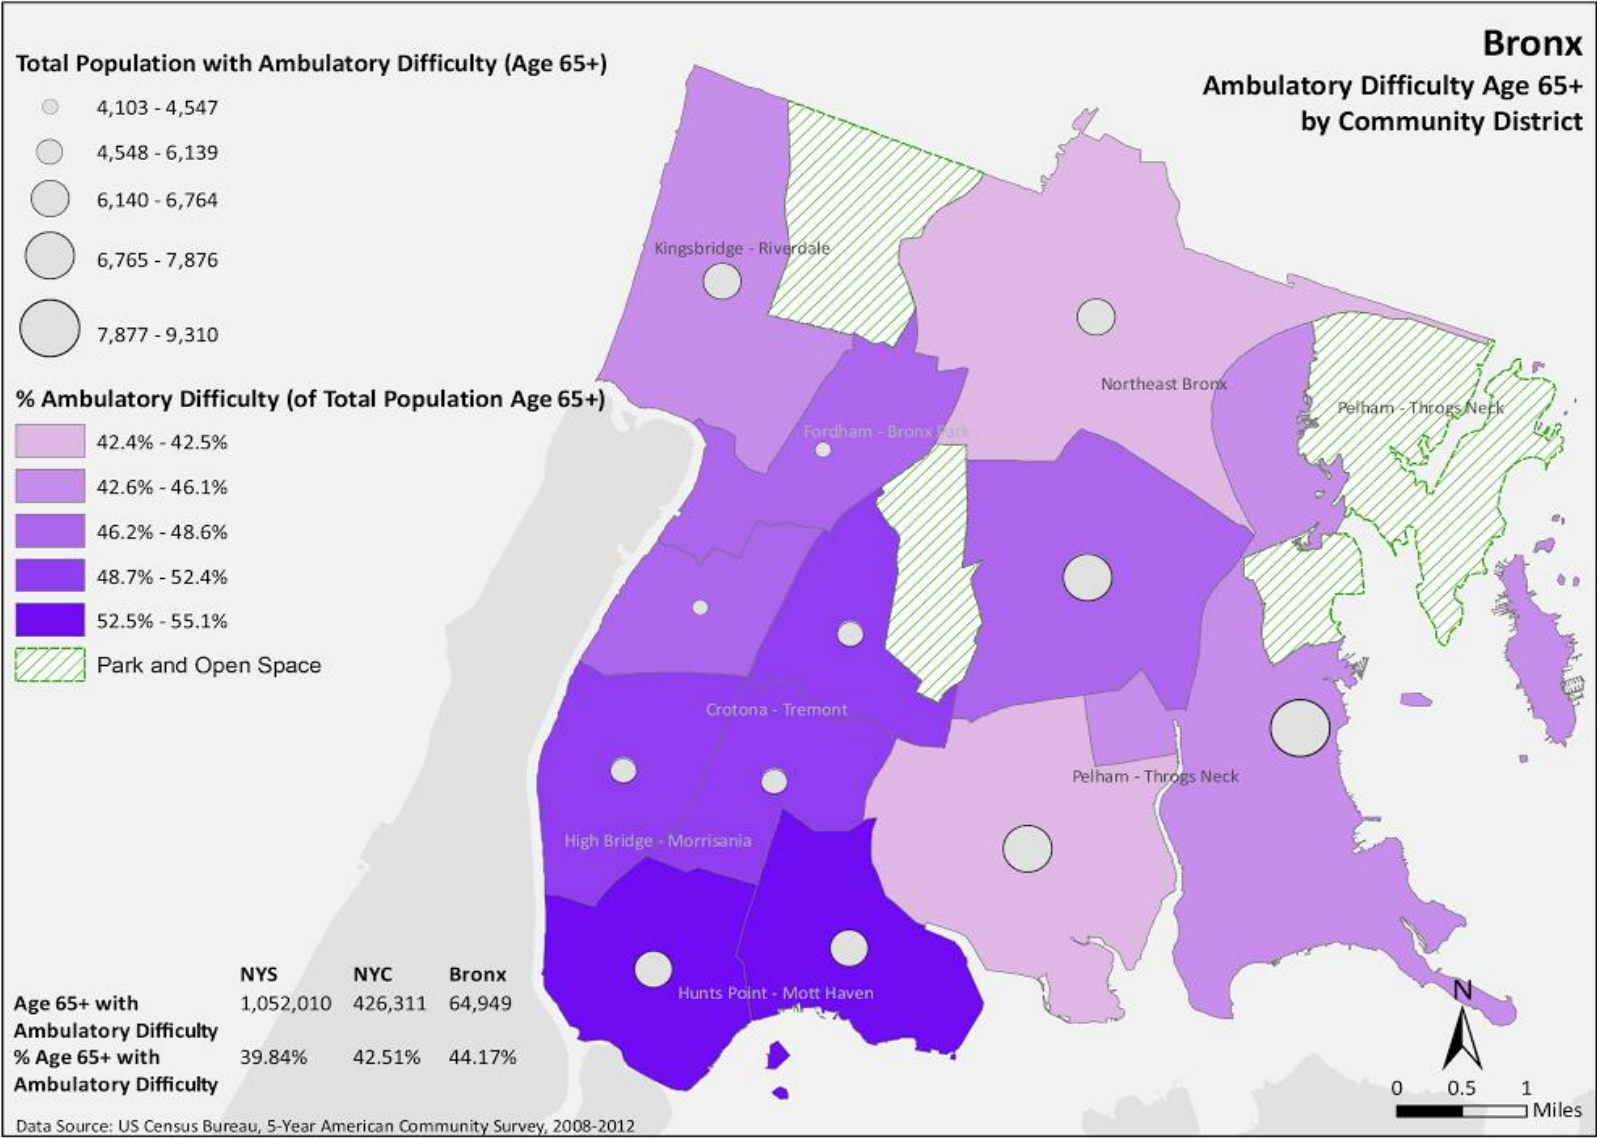 Bronx
Ambulatory Difficulty Age 65+
by Community District
Total Population with Ambulatory Difficulty (Age 65+)
4,103 - 4,547
4,548 - 6,139
6,140 - 6,764
6,765 - 7,876
7,877 - 9,310
% Ambulatory Difficulty (of Total Population Age 65+)
42.4% - 42.5%
42.6% - 46.1%
46.2% - 48.6%
48.7% - 52.4%
52.5% - 55.1%
Park and Open Space
Kingsbridge - Riverdale
Northeast Bronx
Pelham - Throgs Neck
Fordham - Bronx Park
Crotona - Tremont
Pelham - Throgs Neck
High Bridge - Morrisania
Hunts Point - Mott Haven
NYS NYC Bronx
Age 65+ with 1,052,010 426,311 64,949
Ambulatory Difficulty
% Age 65+ with 39.84% 42.51% 44.17%
Ambulatory Difficulty
N
0 0.5 1
Miles
Data Source: US Census Bureau, 5-Year American Community Survey, 2008-2012